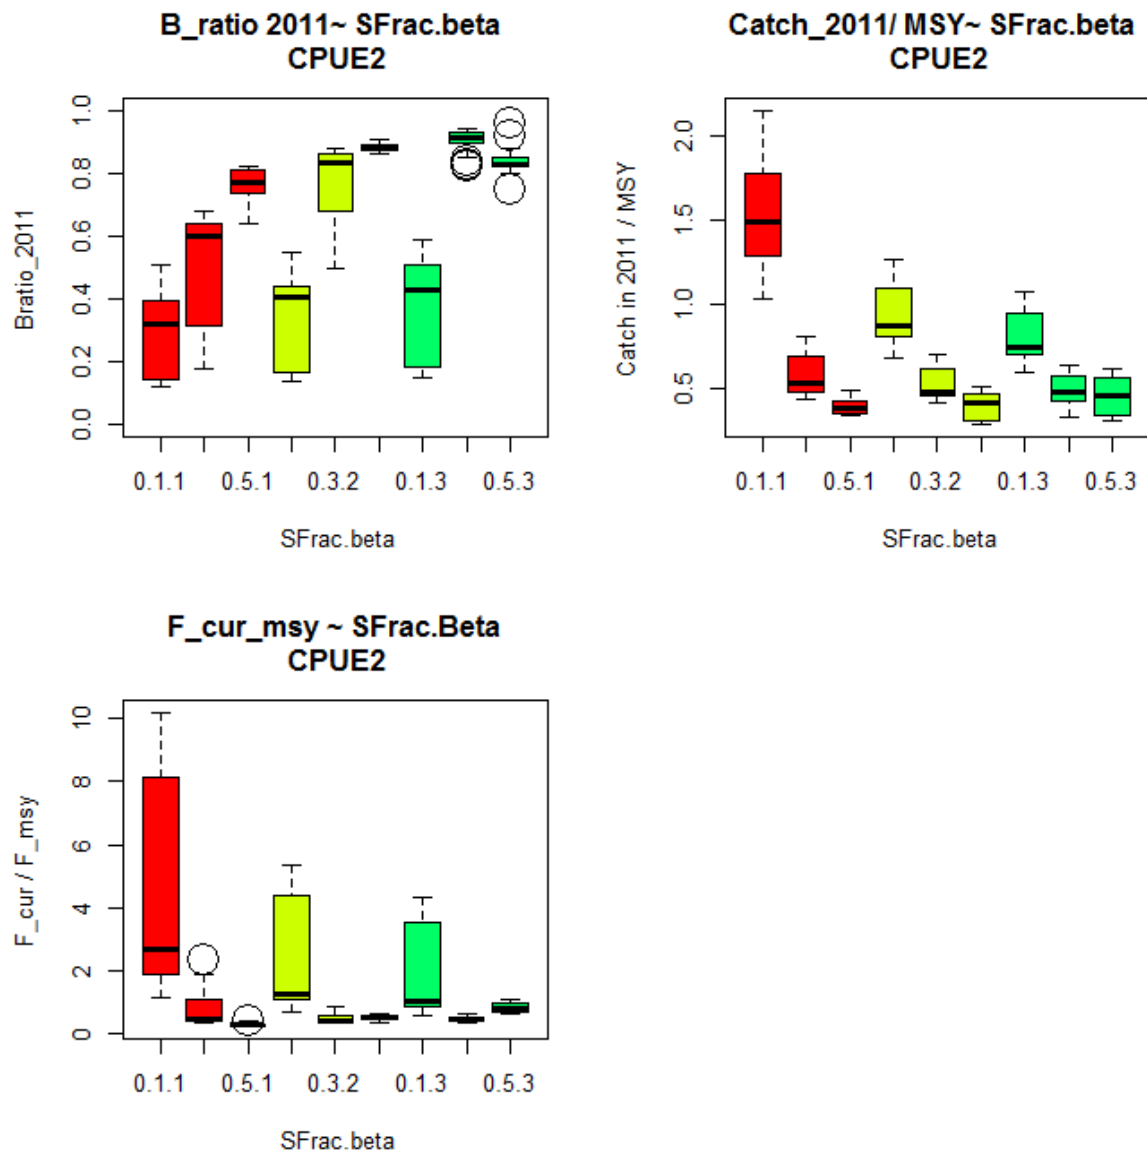 B_ratio 2011~ SFrac.beta
CPUE2
Bratio_2011
1.0
0.8
0.6
0.4
0.2
0.0
0.1.1 0.5.1 0.3.2 0.1.3 0.5.3
SFrac.beta
Catch_2011/ MSY~ SFrac.beta
CPUE2
Catch in 2011 / MSY
2.0
1.5
1.0
0.5
0.1.1 0.5.1 0.3.2 0.1.3 0.5.3
SFrac.beta
F_cur_msy ~ SFrac.Beta
CPUE2
F_cur / F_msy
10
8
6
4
2
0
0.1.1 0.5.1 0.3.2 0.1.3 0.5.3
SFrac.beta